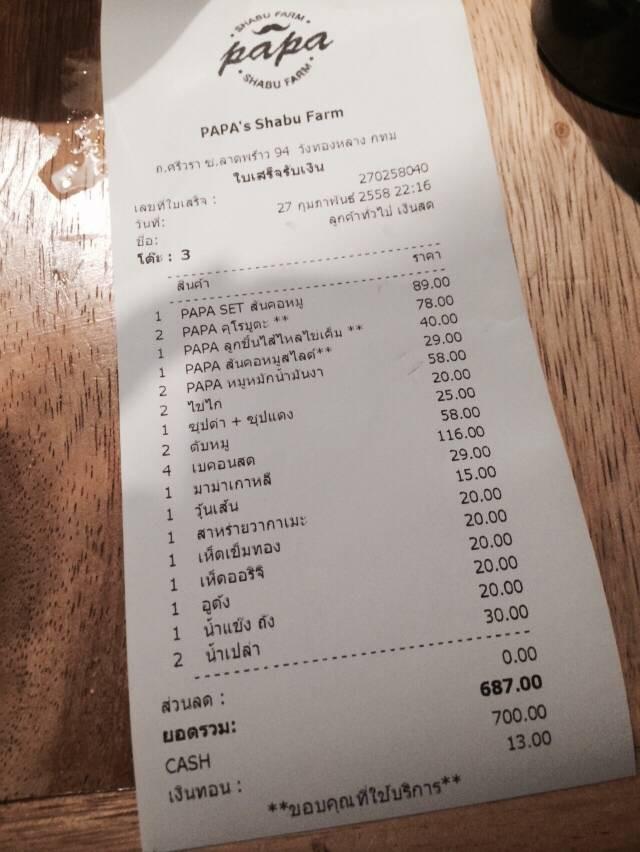 SHABU FARM
papa
SHABU FARM
PAPA's Shabu Farm
ถ.ศรีวรา ซ.ลาดพร้าว 94 วังทองหลาง กทม
ใบเสร็จรับเงิน
เลขที่ใบเสร็จ : 270258040
วันที่: 27 กุมภาพันธ์ 2558 22:16
ชื่อ: ลูกค้าทั่วไป เงินสด
โต๊ะ : 3
สินค้า ราคา
1 PAPA SET สันคอหมู 89.00
2 PAPA คุโรบูตะ ** 78.00
1 PAPA ลูกชิ้นไส้ไหลไข่เค็ม ** 40.00
1 PAPA สันคอหมูสไลด์** 29.00
2 PAPA หมูหมักน้ำมันงา 58.00
2 ไข่ไก่ 20.00
1 ซุปดำ + ซุปแดง 25.00
2 ตับหมู 58.00
4 เบคอนสด 116.00
1 มาม่าเกาหลี 29.00
1 วุ้นเส้น 15.00
1 สาหร่ายวากาเมะ 20.00
1 เห็ดเข็มทอง 20.00
1 เห็ดออริจิ 20.00
1 อูด้ง 20.00
1 น้ำแข็ง ถัง 20.00
2 น้ำเปล่า 30.00
ส่วนลด : 0.00
ยอดรวม: 687.00
CASH 700.00
เงินทอน : 13.00
**ขอบคุณที่ใช้บริการ**